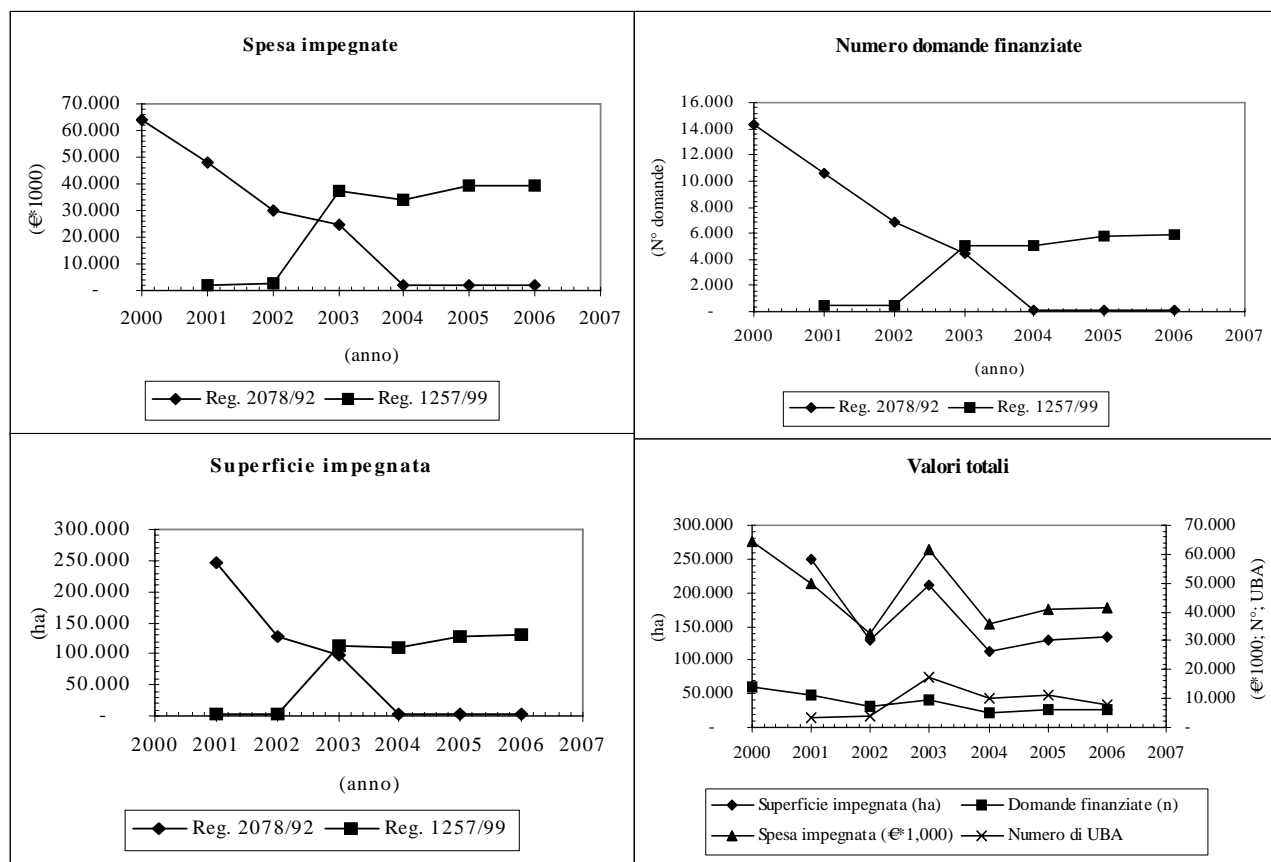 Spesa impegnate
(€*1000)
70.000
60.000
50.000
40.000
30.000
20.000
10.000
-
2000 2001 2002 2003 2004 2005 2006 2007
(anno)
Reg. 2078/92 Reg. 1257/99
Numero domande finanziate
(N° domande)
16.000
14.000
12.000
10.000
8.000
6.000
4.000
2.000
-
2000 2001 2002 2003 2004 2005 2006 2007
(anno)
Reg. 2078/92 Reg. 1257/99
Superficie impegnata
(ha)
300.000
250.000
200.000
150.000
100.000
50.000
-
2000 2001 2002 2003 2004 2005 2006 2007
(anno)
Reg. 2078/92 Reg. 1257/99
Valori totali
(ha)
300.000
250.000
200.000
150.000
100.000
50.000
-
70.000
60.000
50.000
40.000
30.000
20.000
10.000
-
(€*1000; N°; UBA)
2000 2001 2002 2003 2004 2005 2006 2007
Superficie impegnata (ha) Domande finanziate (n)
Spesa impegnata (€*1,000) Numero di UBA